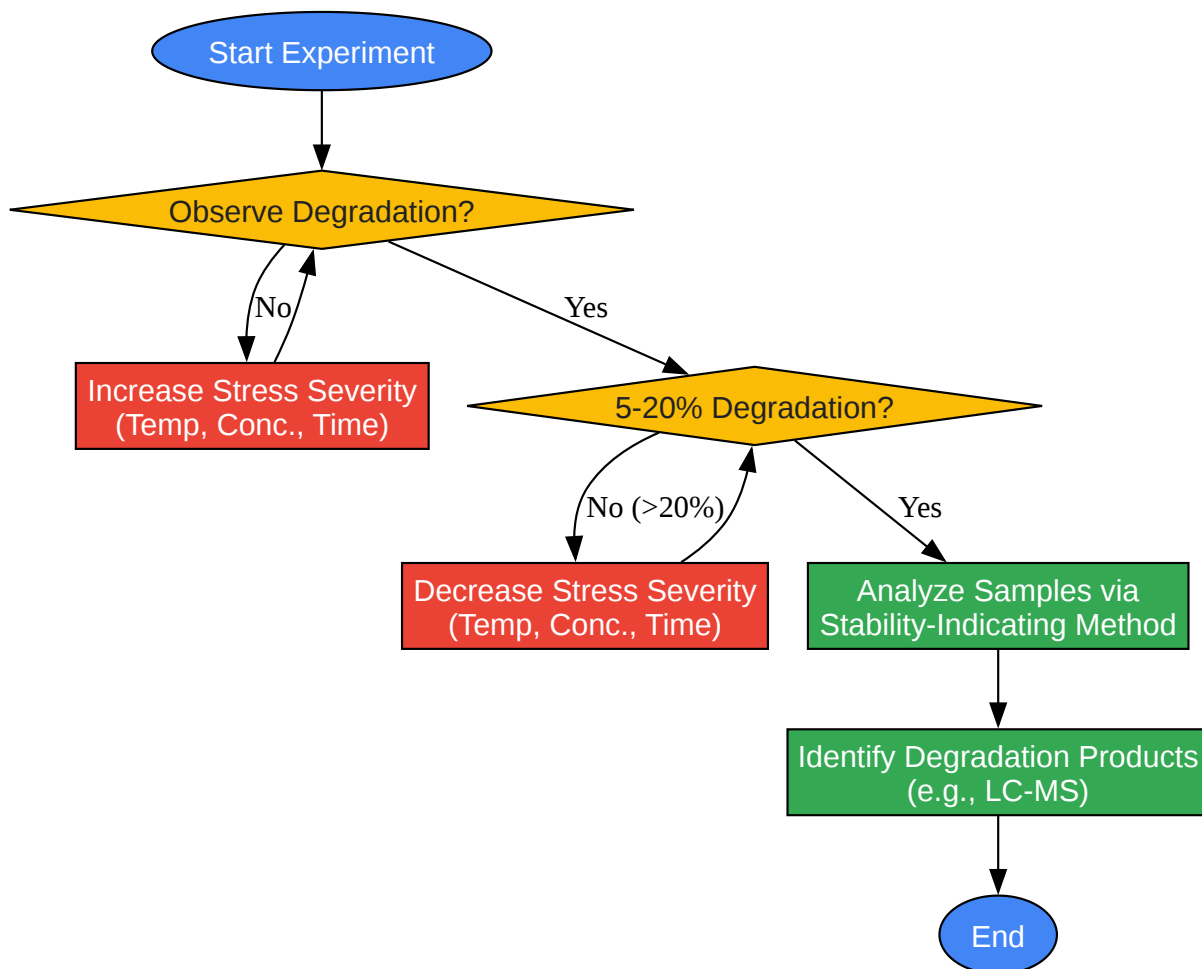 Start Experiment
Observe Degradation?
No
Yes
Increase Stress Severity
(Temp, Conc., Time)
5-20% Degradation?
No (>20%)
Yes
Decrease Stress Severity
(Temp, Conc., Time)
Analyze Samples via
Stability-Indicating Method
Identify Degradation Products
(e.g., LC-MS)
End